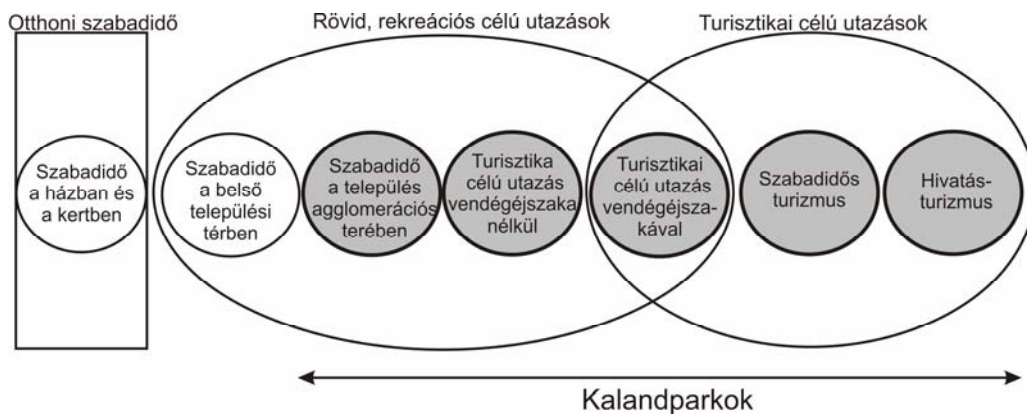 Otthoni szabadidő
Rövid, rekreációs célú utazások
Turisztikai célú utazások
Szabadidő
a házban és
a kertben
Szabadidő
a belső
települési
térben
Szabadidő
a település
agglomerációs
terében
Turisztika
célú utazás
vendégéjszaka
nélkül
Turisztikai
célú utazás
vendégéjsza-
kával
Szabadidős
turizmus
Hivatás-
turizmus
Kalandparkok